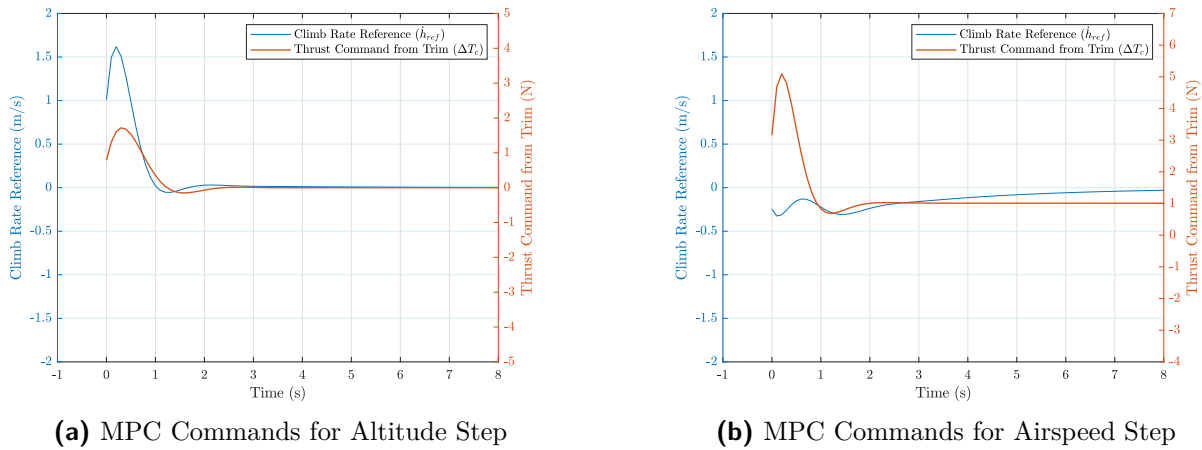 Climb Rate Reference (ḣref)
Thrust Command from Trim (ΔTc)
2
1.5
1
0.5
0
-0.5
-1
-1.5
-2
Climb Rate Reference (m/s)
5
4
3
2
1
0
-1
-2
-3
-4
-5
Thrust Command from Trim (N)
-1 0 1 2 3 4 5 6 7 8
Time (s)
(a) MPC Commands for Altitude Step
Climb Rate Reference (ḣref)
Thrust Command from Trim (ΔTc)
2
1.5
1
0.5
0
-0.5
-1
-1.5
-2
Climb Rate Reference (m/s)
7
6
5
4
3
2
1
0
-1
-2
-3
-4
Thrust Command from Trim (N)
-1 0 1 2 3 4 5 6 7 8
Time (s)
(b) MPC Commands for Airspeed Step